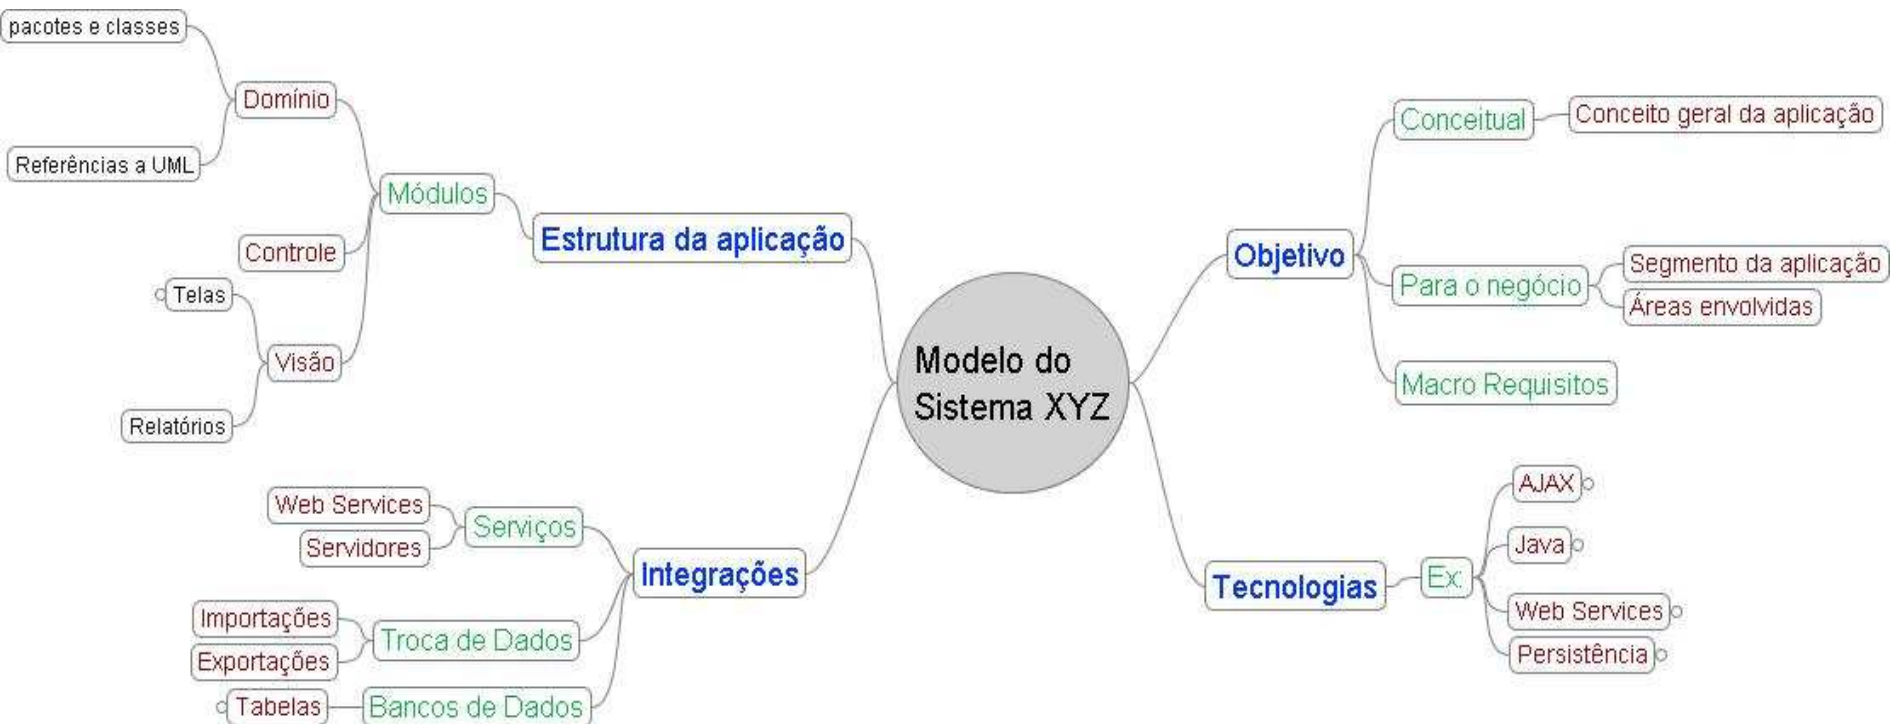 pacotes e classes
Domínio
Referências a UML
Módulos
Controle
Telas
Visão
Relatórios
Estrutura da aplicação
Web Services
Serviços
Servidores
Integrações
Importações
Troca de Dados
Exportações
Tabelas
Bancos de Dados
Modelo do
Sistema XYZ
Objetivo
Conceitual
Conceito geral da aplicação
Para o negócio
Segmento da aplicação
Áreas envolvidas
Macro Requisitos
Tecnologias
Ex:
AJAX
Java
Web Services
Persistência